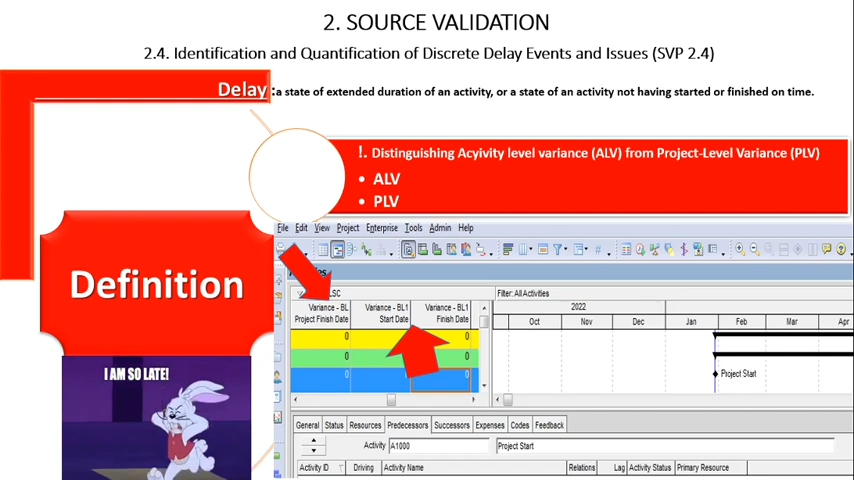 2. SOURCE VALIDATION
2.4. Identification and Quantification of Discrete Delay Events and Issues (SVP 2.4)
Delay :a state of extended duration of an activity, or a state of an activity not having started or finished on time.
!. Distinguishing Acyivity level variance (ALV) from Project-Level Variance (PLV)
• ALV
• PLV
Definition
I AM SO LATE!
File Edit View Project Enterprise Tools Admin Help
LSC
Filter: All Activities
Variance - BL Project Finish Date
Variance - BL1 Start Date
Variance - BL1 Finish Date
2022
Oct Nov Dec Jan Feb Mar Apr
0 0
0 0
0 0
Project Start
General Status Resources Predecessors Successors Expenses Codes Feedback
Activity A1000 Project Start
Activity ID Driving Activity Name Relations Lag Activity Status Primary Resource